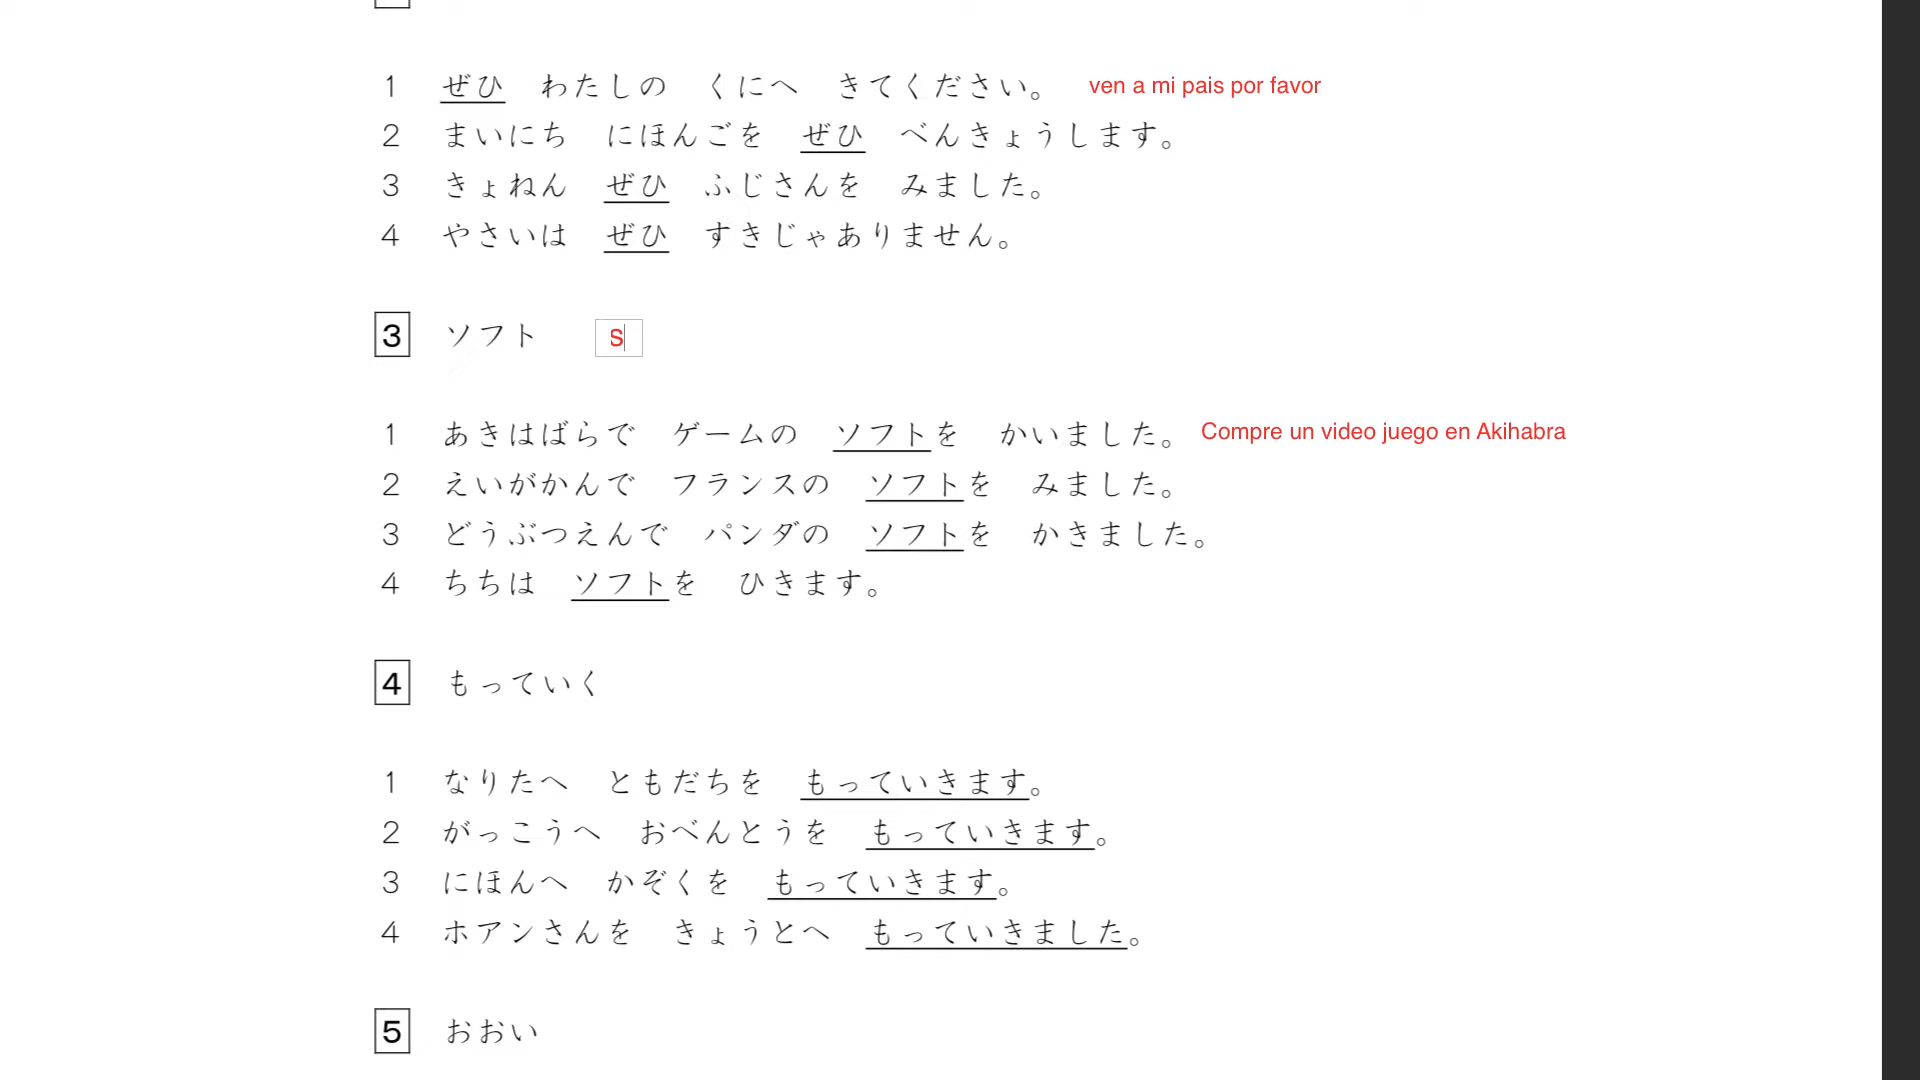 1 ぜひ わたしの くにへ きてください。 ven a mi pais por favor
2 まいにち にほんごを ぜひ べんきょうします。
3 きょねん ぜひ ふじさんを みました。
4 やさいは ぜひ すきじゃありません。
3 ソフト S
1 あきはばらで ゲームの ソフトを かいました。 Compre un video juego en Akihabra
2 えいがかんで フランスの ソフトを みました。
3 どうぶつえんで パンダの ソフトを かきました。
4 ちちは ソフトを ひきます。
4 もっていく
1 なりたへ ともだちを もっていきます。
2 がっこうへ おべんとうを もっていきます。
3 にほんへ かぞくを もっていきます。
4 ホアンさんを きょうとへ もっていきました。
5 おおい